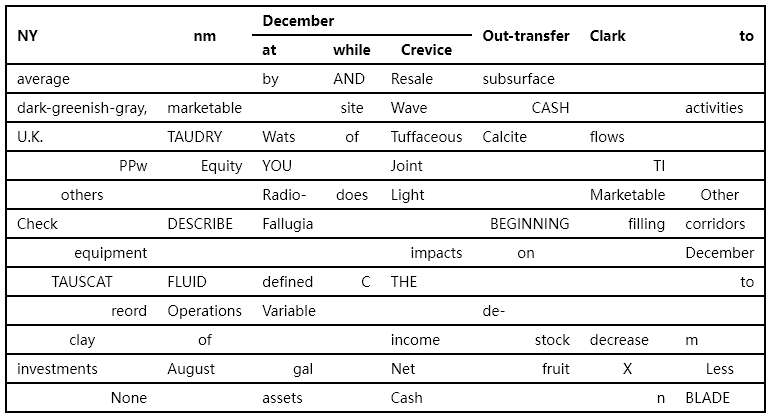 December
NY nm Out-transfer Clark to
at while Crevice
average by AND Resale subsurface
dark-greenish-gray, marketable site Wave CASH activities
U.K. TAUDRY Wats of Tuffaceous Calcite flows
PPw Equity YOU Joint TI
others Radio- does Light Marketable Other
Check DESCRIBE Fallugia BEGINNING filling corridors
equipment impacts on December
TAUSCAT FLUID defined C THE to
reord Operations Variable de-
clay of income stock decrease m
investments August gal Net fruit X Less
None assets Cash n BLADE